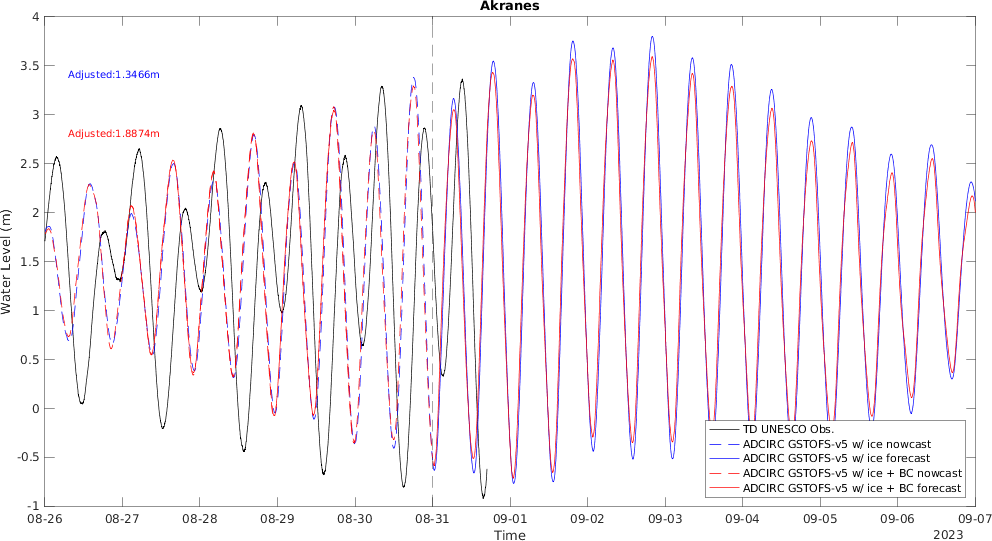 Akranes
4
3.5
3
2.5
2
1.5
1
0.5
0
-0.5
-1
Water Level (m)
Adjusted:1.3466m
Adjusted:1.8874m
TD UNESCO Obs.
ADCIRC GSTOFS-v5 w/ ice nowcast
ADCIRC GSTOFS-v5 w/ ice forecast
ADCIRC GSTOFS-v5 w/ ice + BC nowcast
ADCIRC GSTOFS-v5 w/ ice + BC forecast
08-26 08-27 08-28 08-29 08-30 08-31 09-01 09-02 09-03 09-04 09-05 09-06 09-07
Time
2023